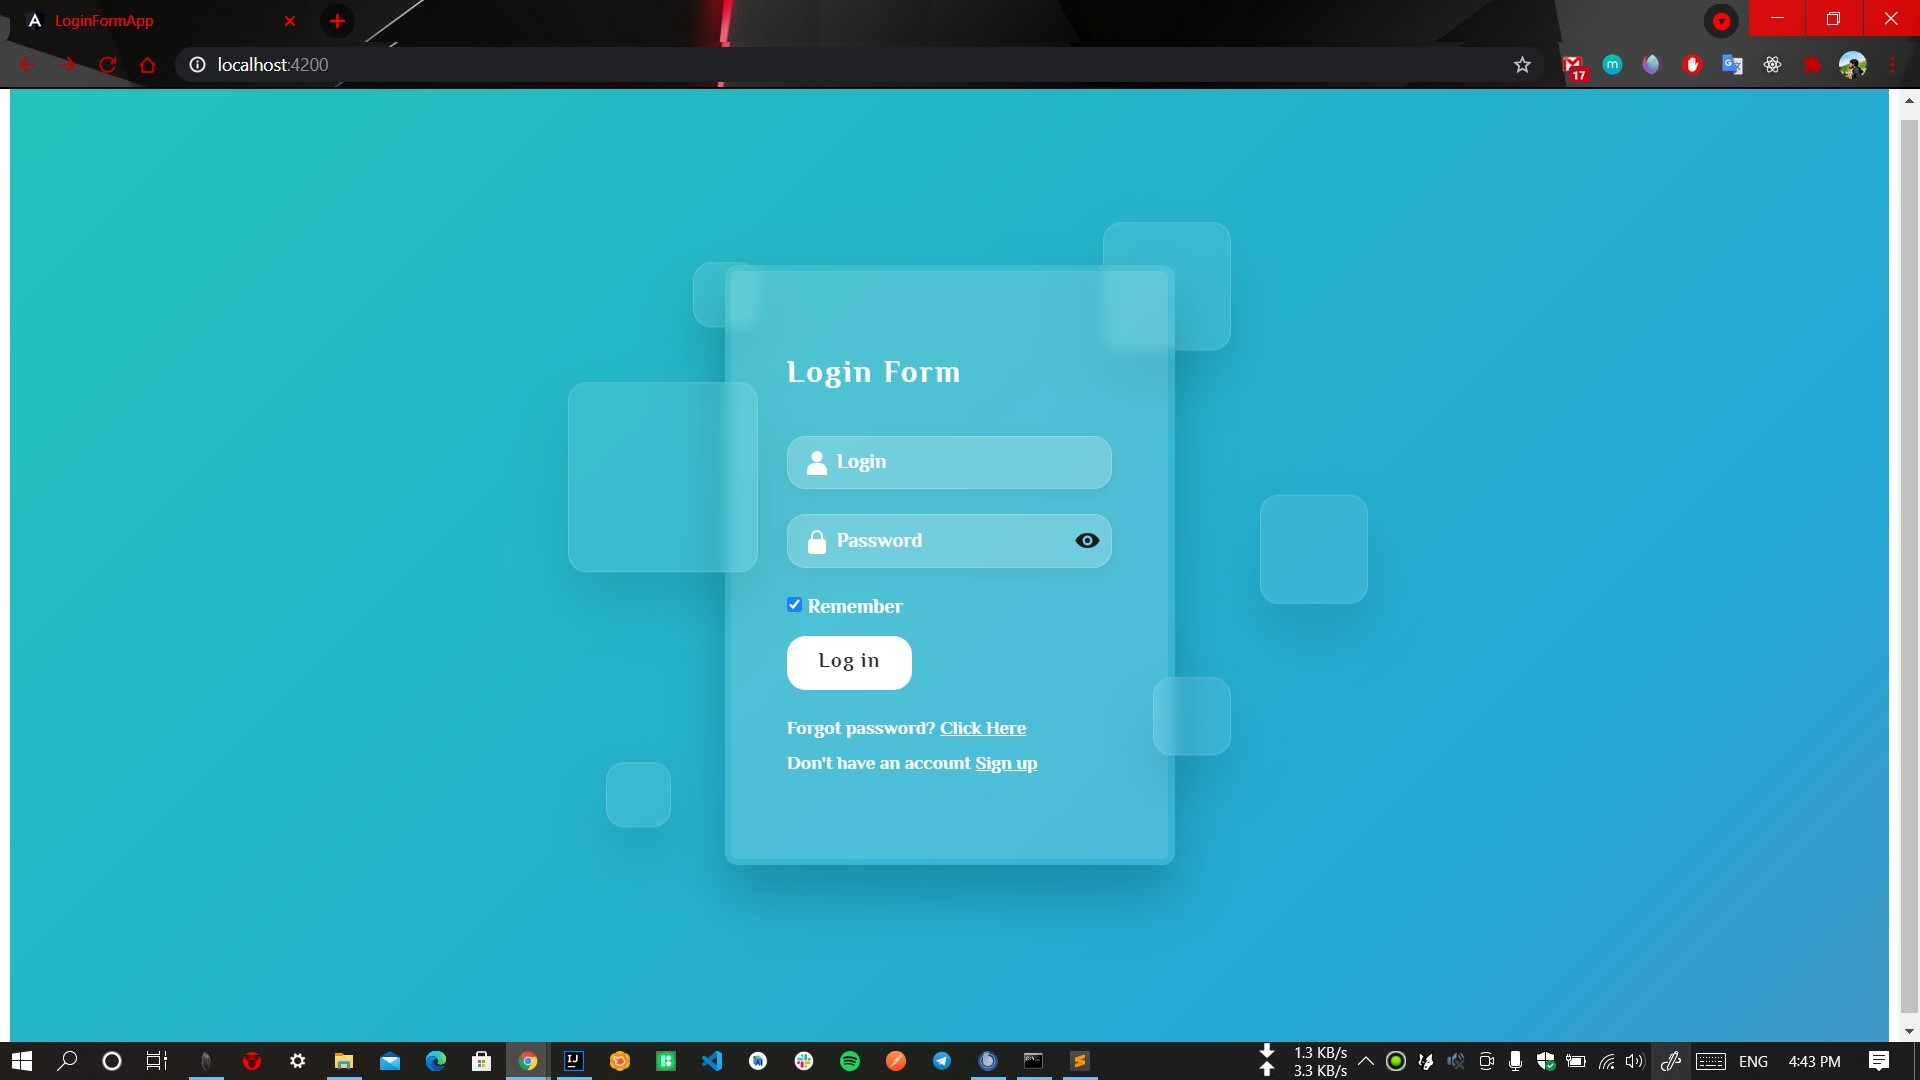 LoginFormApp
localhost:4200
17
Login Form
Login
Password
Remember
Log in
Forgot password? Click Here
Don't have an account Sign up
1.3 KB/s
3.3 KB/s
ENG
4:43 PM